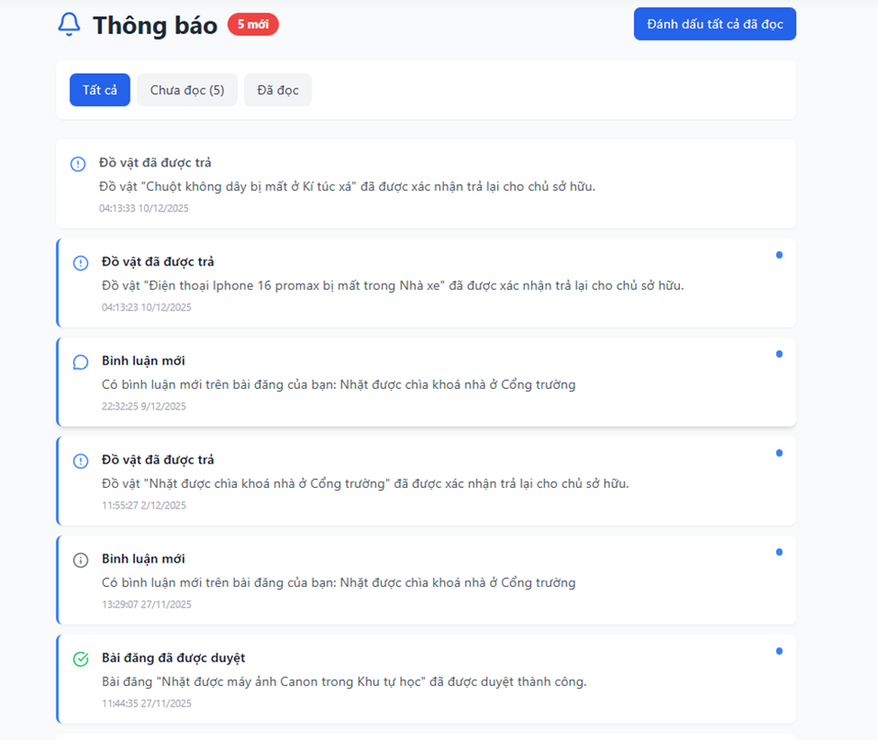 Thông báo 5 mới
Đánh dấu tất cả đã đọc
Tất cả
Chưa đọc (5)
Đã đọc
Đồ vật đã được trả
Đồ vật "Chuột không dây bị mất ở Kí túc xá" đã được xác nhận trả lại cho chủ sở hữu.
04:13:33 10/12/2025
Đồ vật đã được trả
Đồ vật "Điện thoại Iphone 16 promax bị mất trong Nhà xe" đã được xác nhận trả lại cho chủ sở hữu.
04:13:23 10/12/2025
Bình luận mới
Có bình luận mới trên bài đăng của bạn: Nhặt được chìa khoá nhà ở Cổng trường
22:32:25 9/12/2025
Đồ vật đã được trả
Đồ vật "Nhặt được chìa khoá nhà ở Cổng trường" đã được xác nhận trả lại cho chủ sở hữu.
11:55:27 2/12/2025
Bình luận mới
Có bình luận mới trên bài đăng của bạn: Nhặt được chìa khoá nhà ở Cổng trường
13:29:07 27/11/2025
Bài đăng đã được duyệt
Bài đăng "Nhặt được máy ảnh Canon trong Khu tự học" đã được duyệt thành công.
11:44:35 27/11/2025